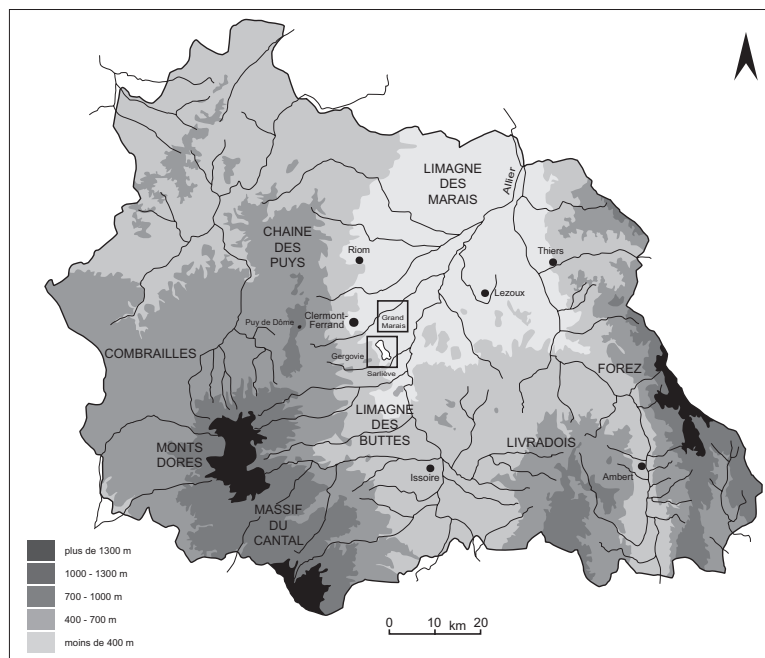 LIMAGNE
DES
MARAIS
Allier
CHAINE
DES
PUYS
Riom
Thiers
Lezoux
Puy de Dôme
Clermont-
Ferrand
Grand
Marais
COMBRAILLES
Gergovie
Sarliève
FOREZ
LIMAGNE
DES
BUTTES
LIVRADOIS
MONTS
DORES
Issoire
Ambert
MASSIF
DU
CANTAL
plus de 1300 m
1000 - 1300 m
700 - 1000 m
400 - 700 m
moins de 400 m
0 10 km 20